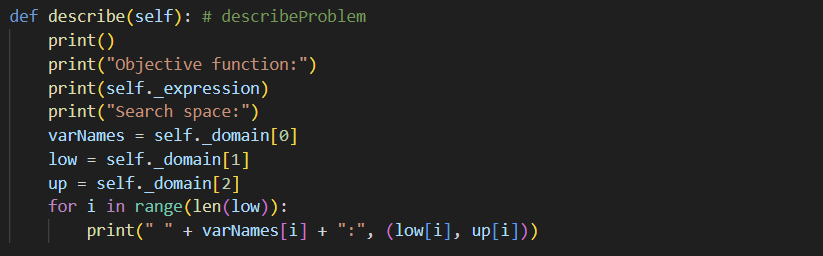 def describe(self): # describeProblem
    print()
    print("Objective function:")
    print(self._expression)
    print("Search space:")
    varNames = self._domain[0]
    low = self._domain[1]
    up = self._domain[2]
    for i in range(len(low)):
        print(" " + varNames[i] + ":", (low[i], up[i]))